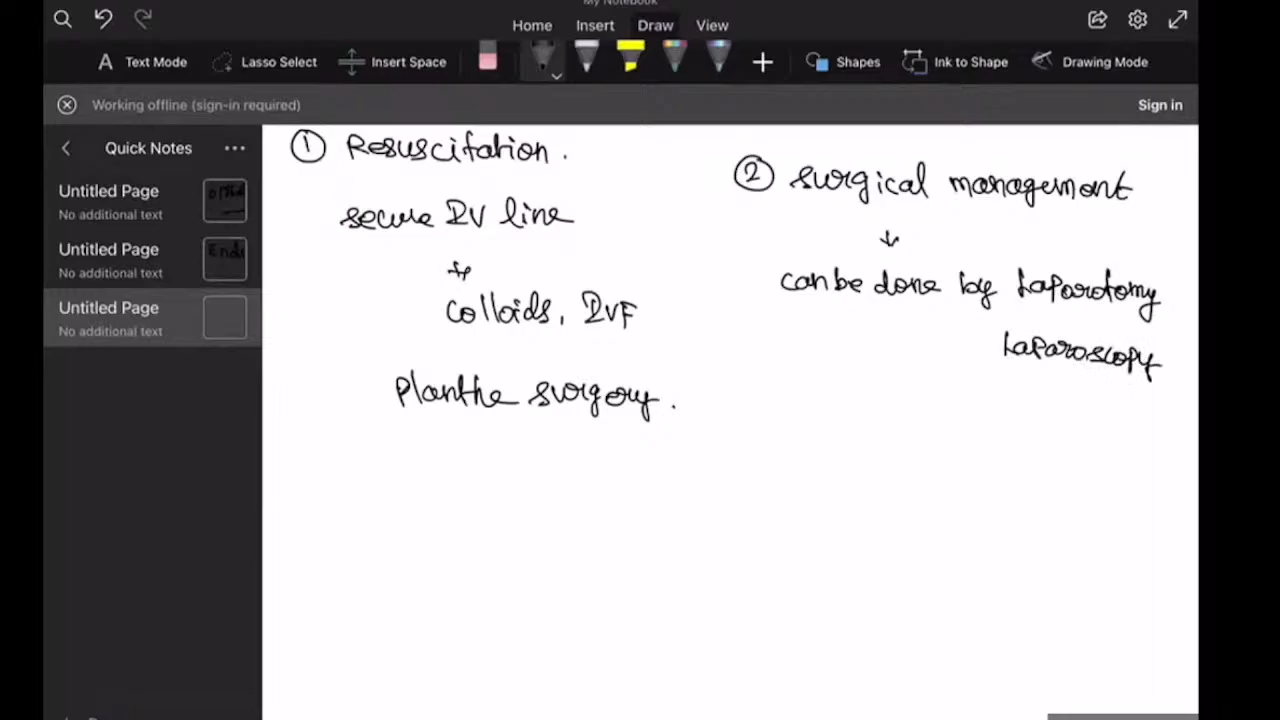 My Notebook
Home Insert Draw View
Text Mode Lasso Select Insert Space Shapes Ink to Shape Drawing Mode
Working offline (sign-in required) Sign in
Quick Notes
Untitled Page
No additional text
Untitled Page
No additional text
Untitled Page
No additional text
① Resuscitation.
secure IV line
colloids, IVF
Plan the surgery.
② surgical management
can be done by Laparotomy
Laparoscopy